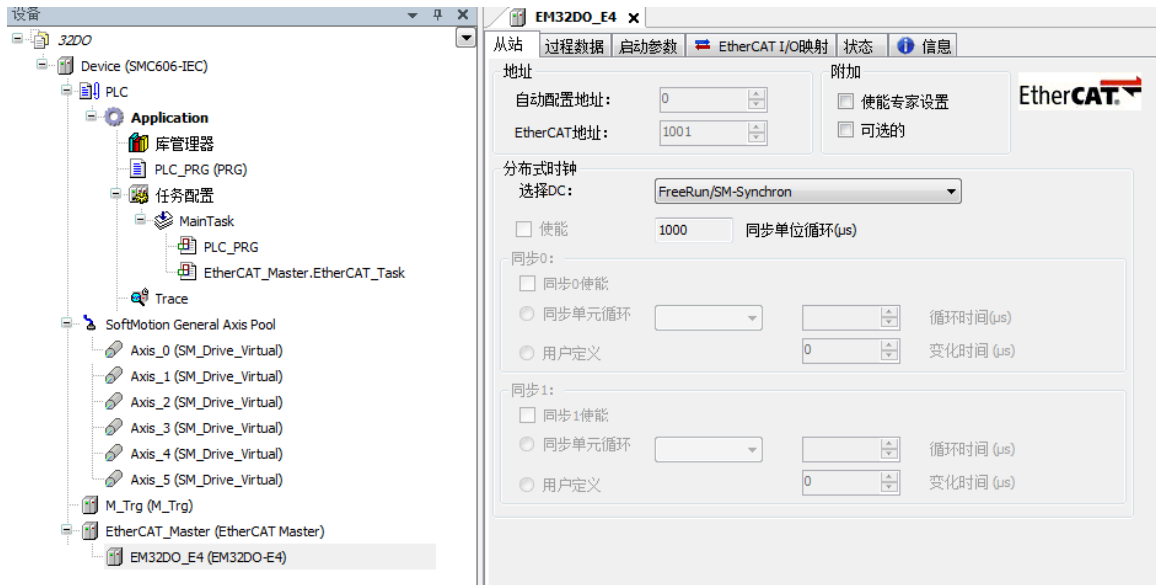 设备
32DO
Device (SMC606-IEC)
PLC
Application
库管理器
PLC_PRG (PRG)
任务配置
MainTask
PLC_PRG
EtherCAT_Master.EtherCAT_Task
Trace
SoftMotion General Axis Pool
Axis_0 (SM_Drive_Virtual)
Axis_1 (SM_Drive_Virtual)
Axis_2 (SM_Drive_Virtual)
Axis_3 (SM_Drive_Virtual)
Axis_4 (SM_Drive_Virtual)
Axis_5 (SM_Drive_Virtual)
M_Trg (M_Trg)
EtherCAT_Master (EtherCAT Master)
EM32DO_E4 (EM32DO-E4)
EM32DO_E4
从站 过程数据 启动参数 EtherCAT I/O映射 状态 信息
地址 附加
自动配置地址: 0 使能专家设置 EtherCAT.
EtherCAT地址: 1001 可选的
分布式时钟
选择DC: FreeRun/SM-Synchron
使能 1000 同步单位循环(µs)
同步0:
同步0使能
同步单元循环 循环时间(µs)
用户定义 0 变化时间 (µs)
同步1:
同步1使能
同步单元循环 循环时间 (µs)
用户定义 0 变化时间 (µs)